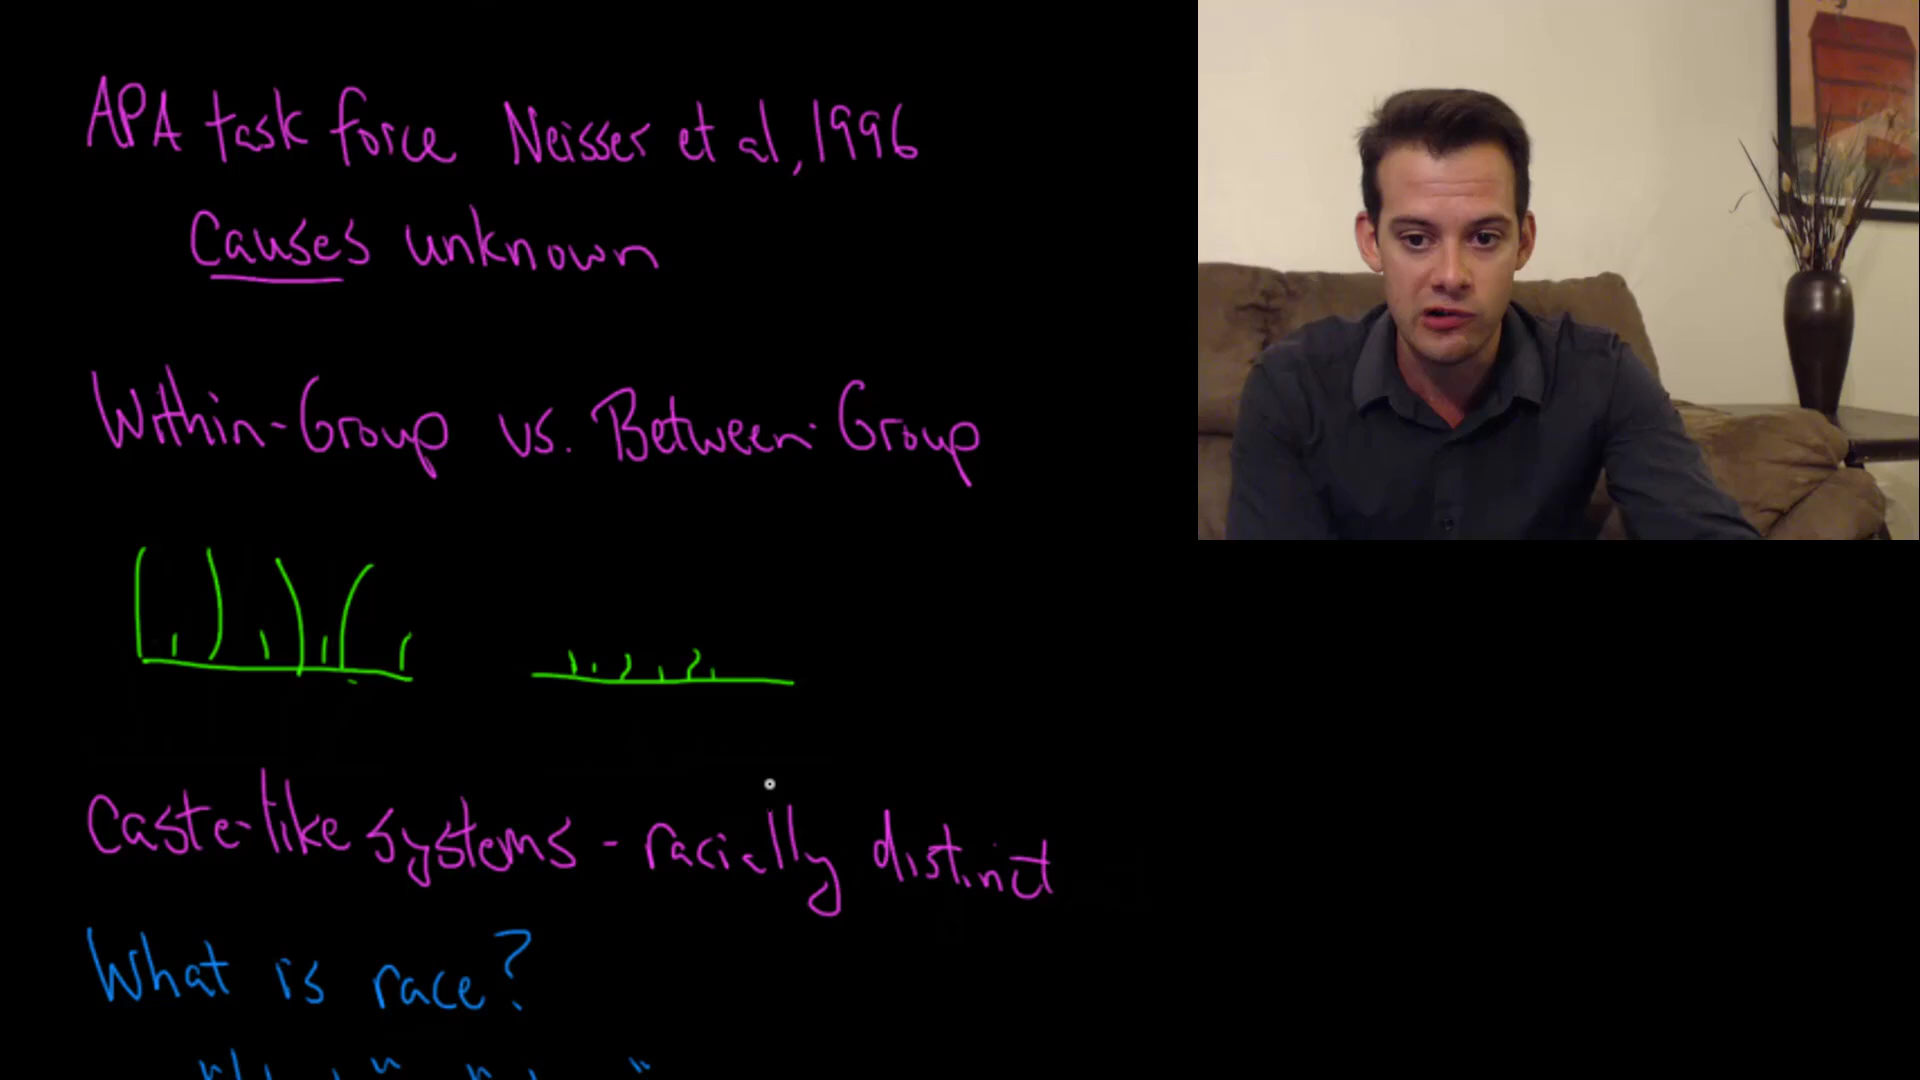 APA task force Neisser et al, 1996
Causes unknown
Within-Group vs. Between-Group
Caste-like systems - racially distinct
What is race?